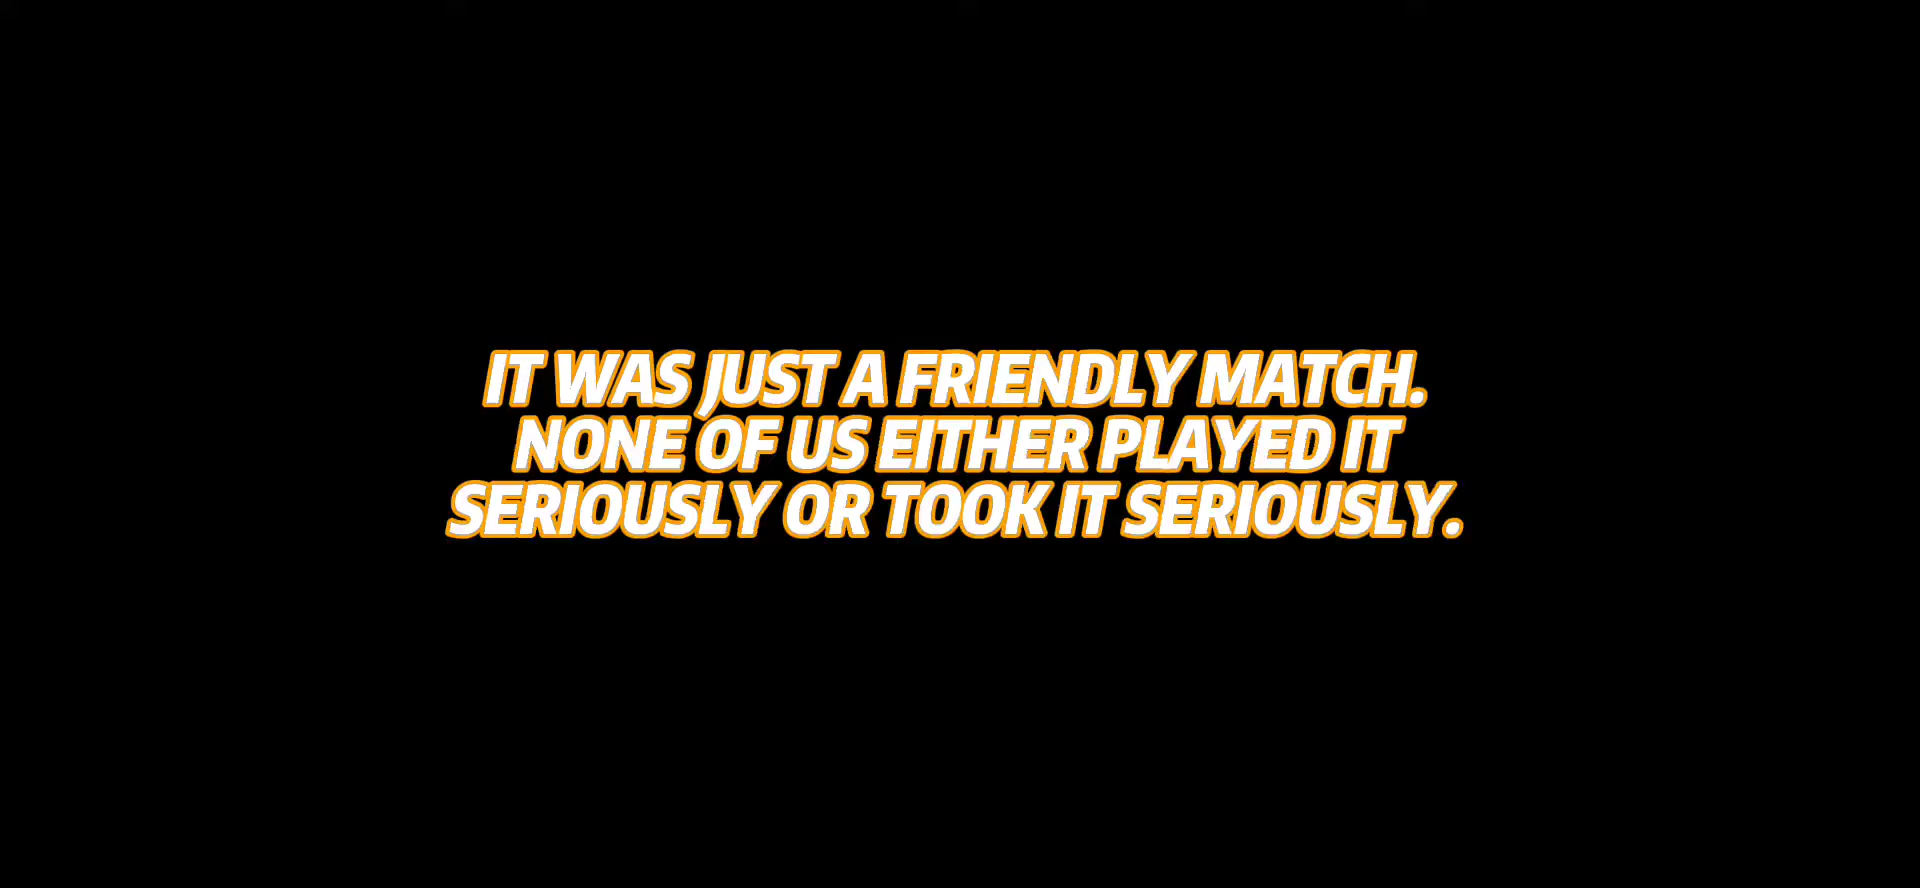 IT WAS JUST A FRIENDLY MATCH.
NONE OF US EITHER PLAYED IT
SERIOUSLY OR TOOK IT SERIOUSLY.